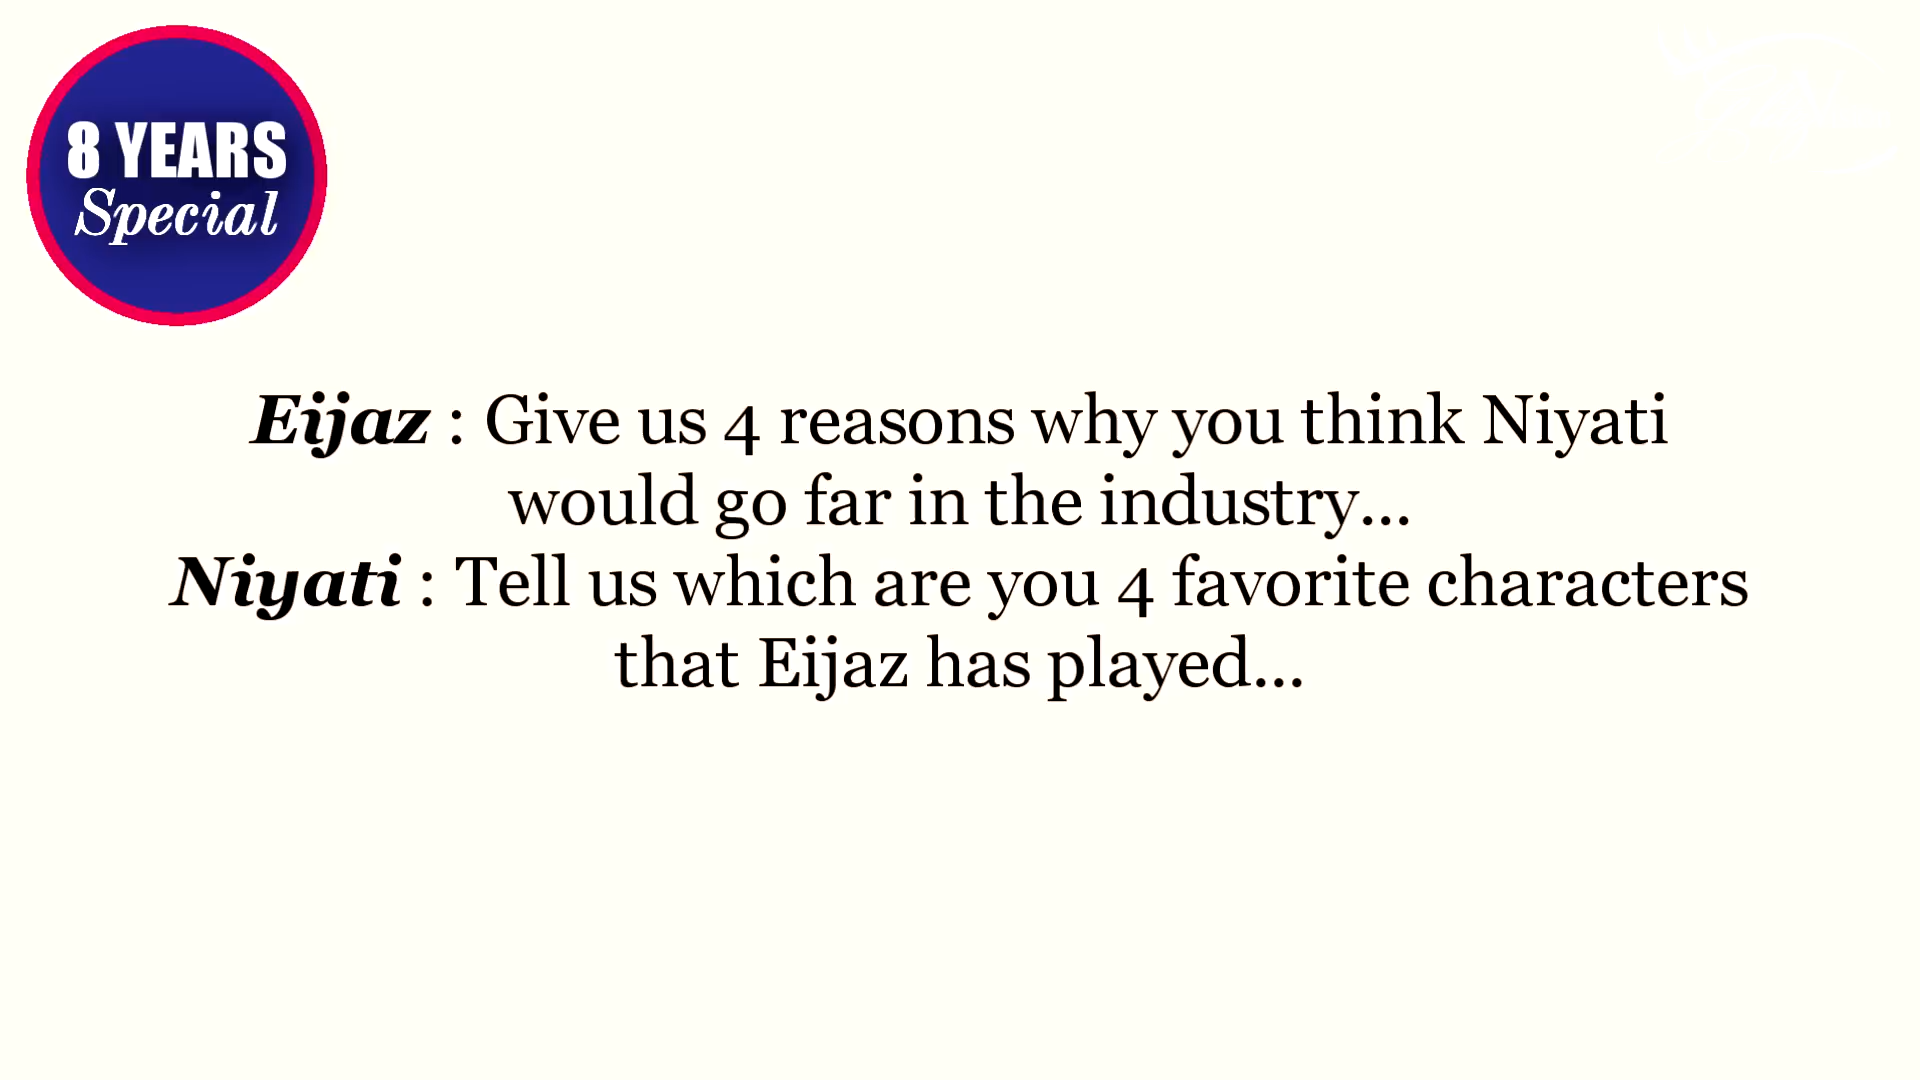 8 YEARS
Special
Eijaz : Give us 4 reasons why you think Niyati
would go far in the industry...
Niyati : Tell us which are you 4 favorite characters
that Eijaz has played...